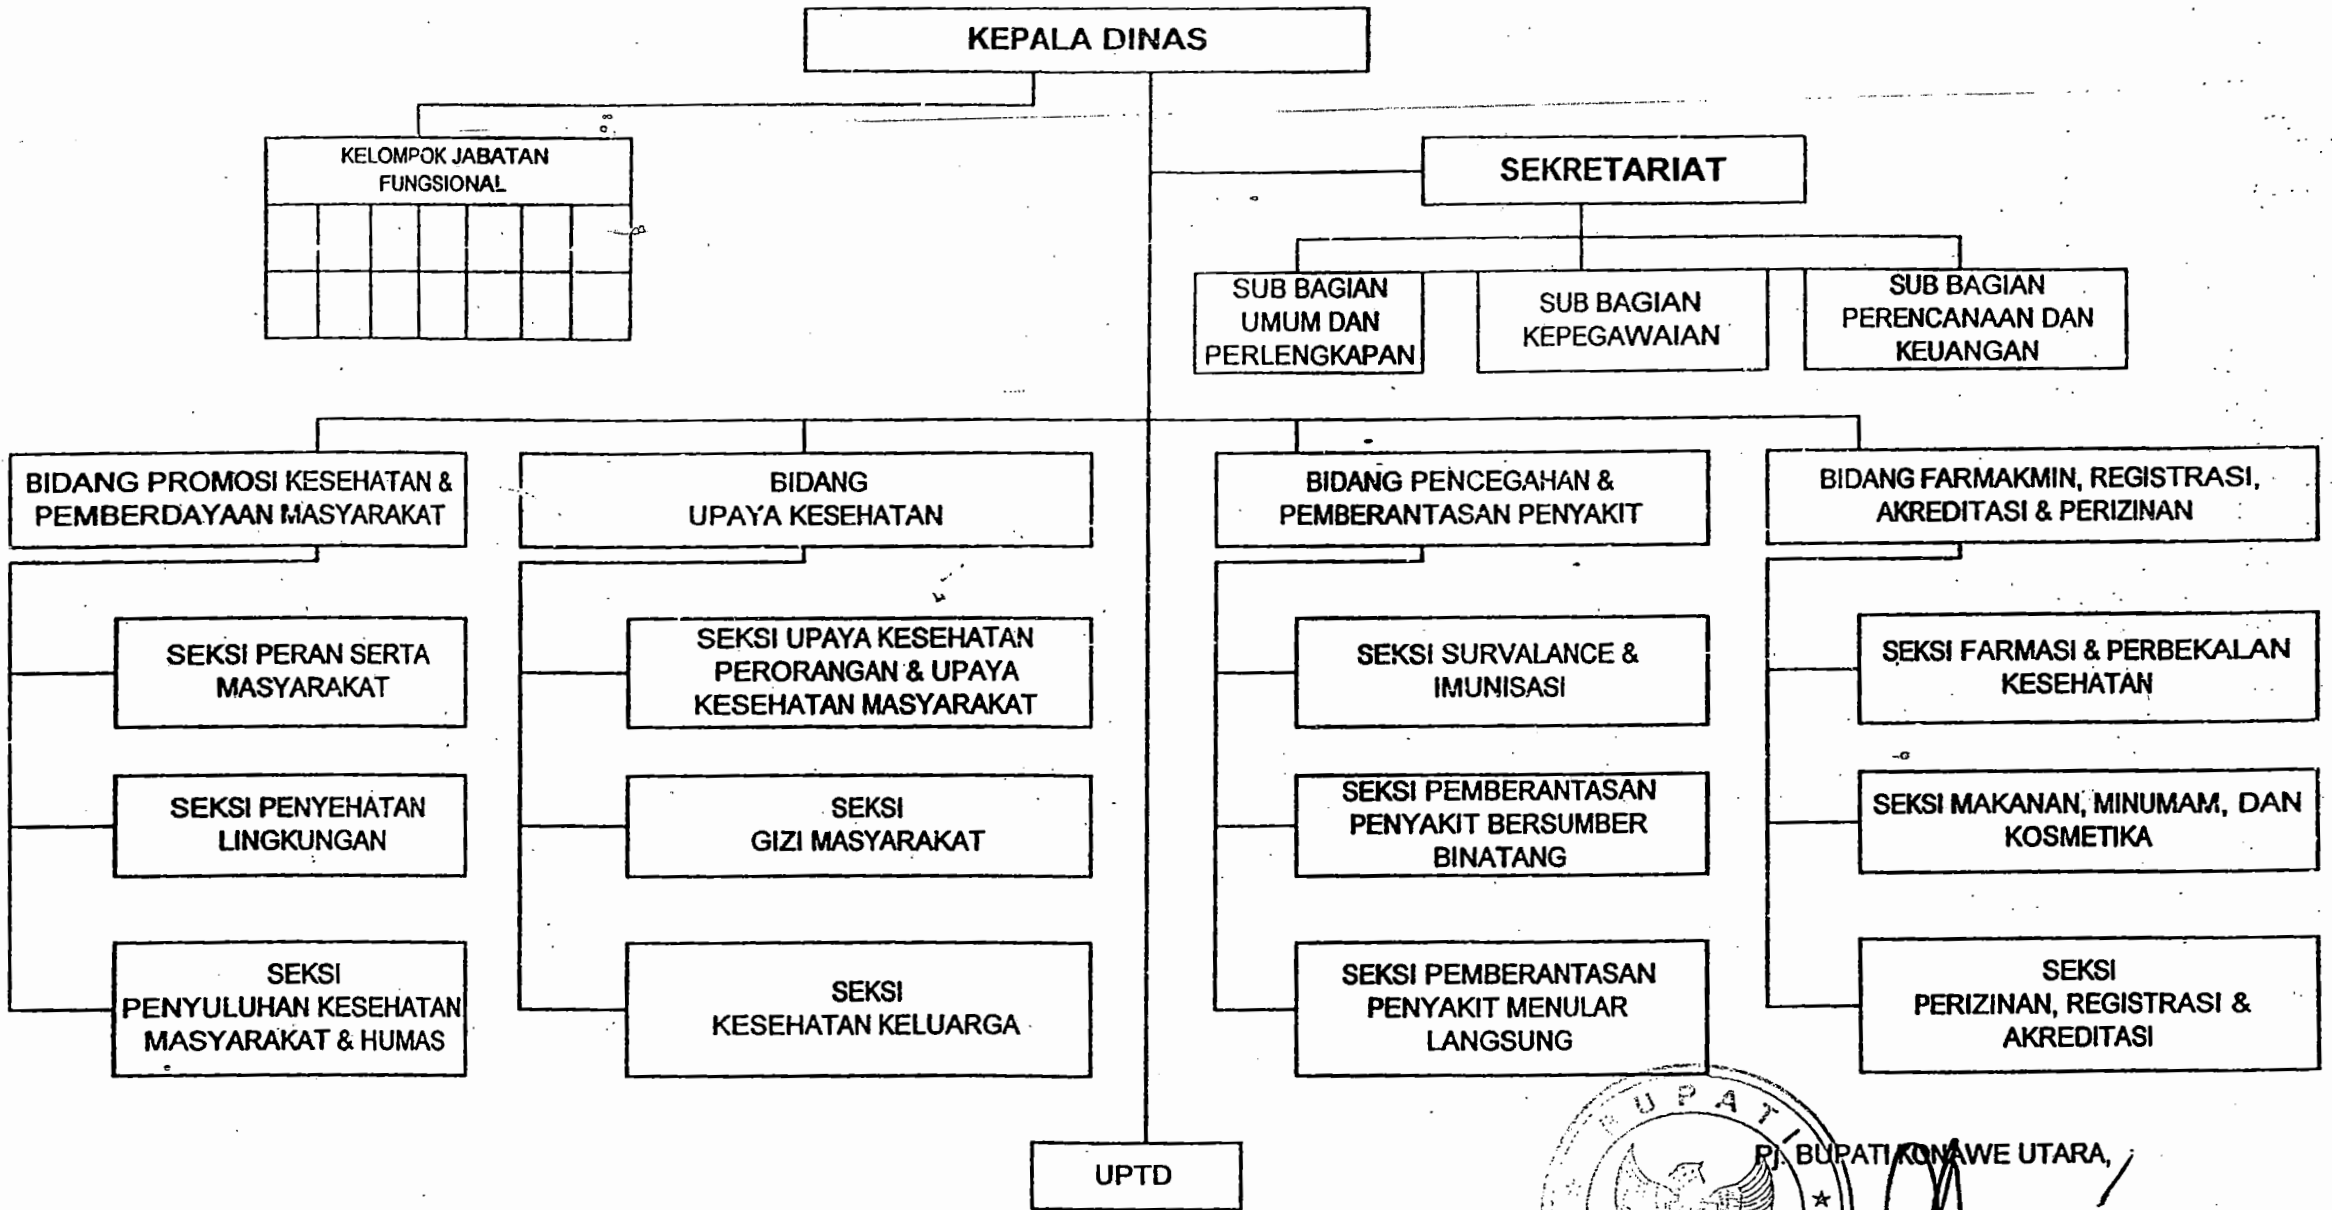 KEPALA DINAS
KELOMPOK JABATAN
FUNGSIONAL
SEKRETARIAT
SUB BAGIAN
UMUM DAN
PERLENGKAPAN
SUB BAGIAN
KEPEGAWAIAN
SUB BAGIAN
PERENCANAAN DAN
KEUANGAN
BIDANG PROMOSI KESEHATAN &
PEMBERDAYAAN MASYARAKAT
BIDANG
UPAYA KESEHATAN
BIDANG PENCEGAHAN &
PEMBERANTASAN PENYAKIT
BIDANG FARMAKMIN, REGISTRASI,
AKREDITASI & PERIZINAN
SEKSI PERAN SERTA
MASYARAKAT
SEKSI UPAYA KESEHATAN
PERORANGAN & UPAYA
KESEHATAN MASYARAKAT
SEKSI SURVALANCE &
IMUNISASI
SEKSI FARMASI & PERBEKALAN
KESEHATAN
SEKSI PENYEHATAN
LINGKUNGAN
SEKSI
GIZI MASYARAKAT
SEKSI PEMBERANTASAN
PENYAKIT BERSUMBER
BINATANG
SEKSI MAKANAN, MINUMAM, DAN
KOSMETIKA
SEKSI
PENYULUHAN KESEHATAN
MASYARAKAT & HUMAS
SEKSI
KESEHATAN KELUARGA
SEKSI PEMBERANTASAN
PENYAKIT MENULAR
LANGSUNG
SEKSI
PERIZINAN, REGISTRASI &
AKREDITASI
UPTD
BUPATI
Pj. BUPATI KONAWE UTARA,